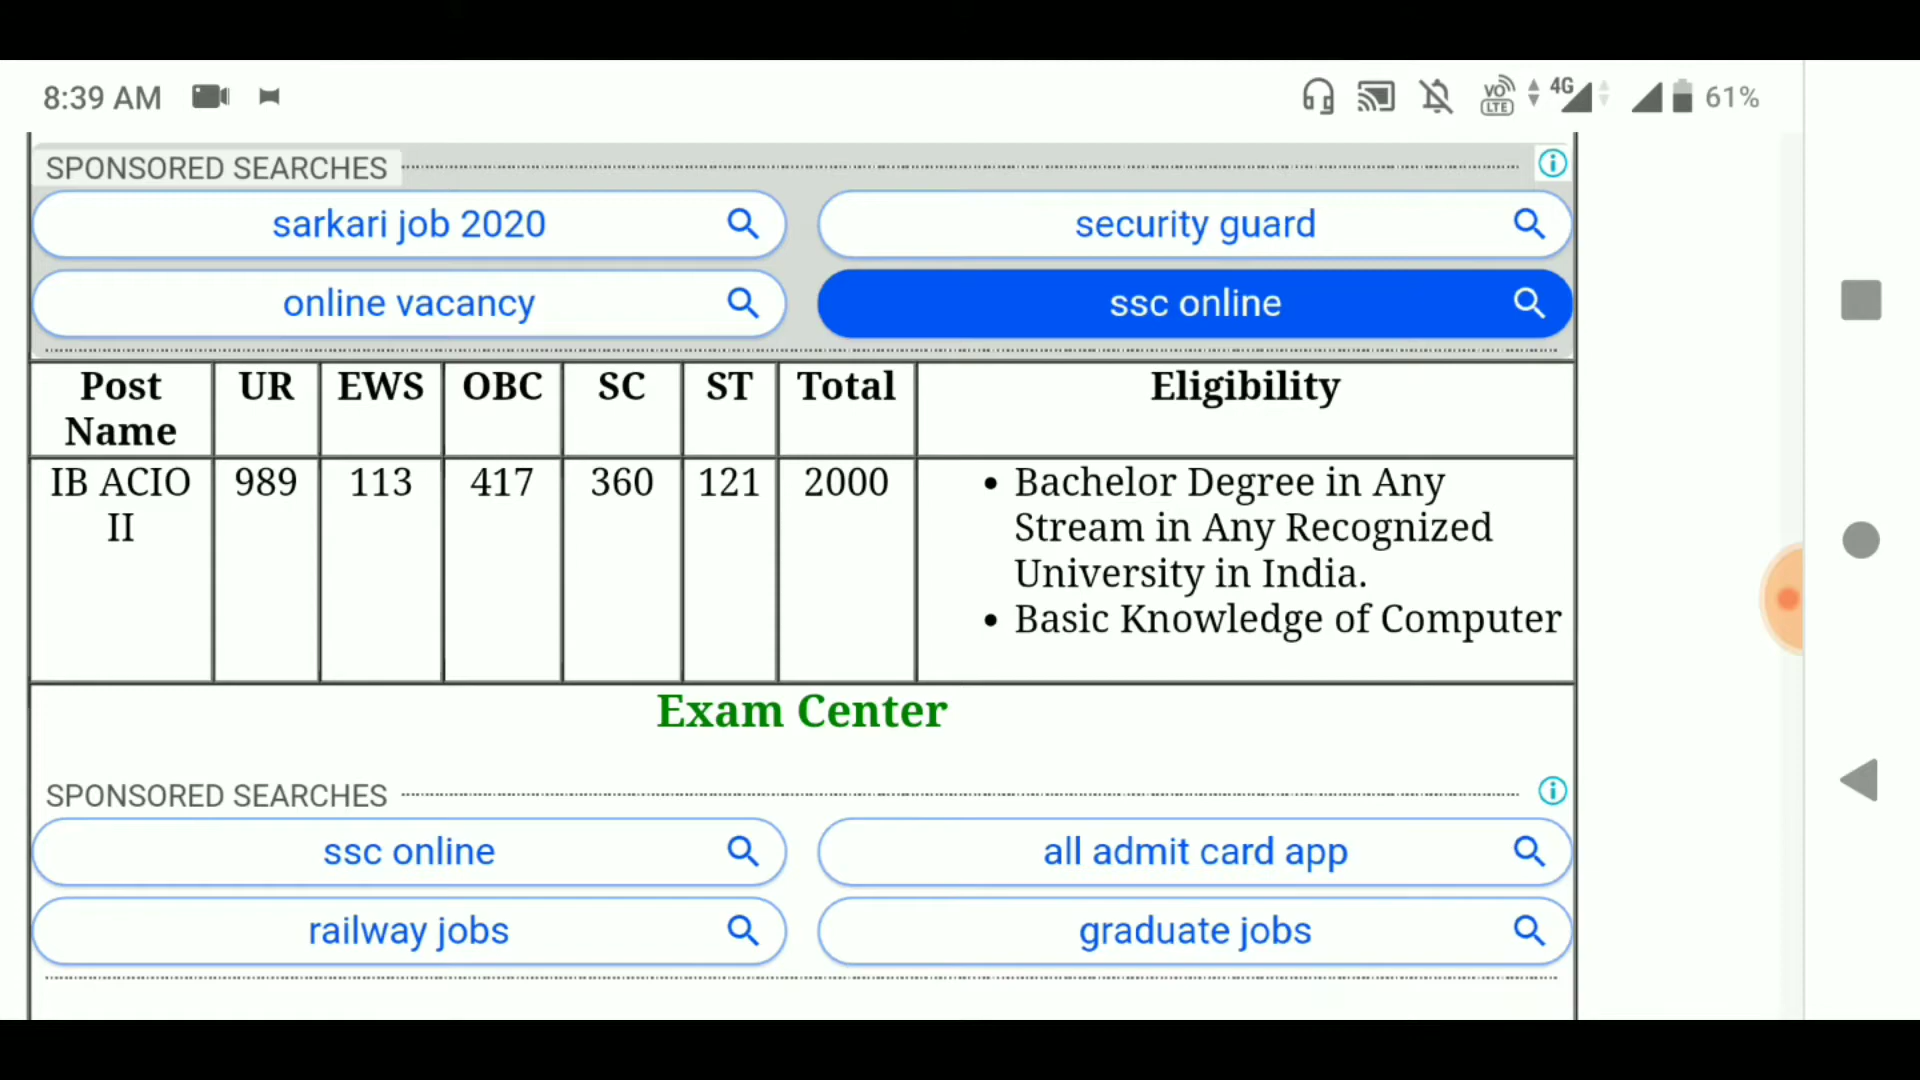 8:39 AM
VO LTE 4G 61%
SPONSORED SEARCHES
sarkari job 2020
security guard
online vacancy
ssc online
Post Name UR EWS OBC SC ST Total Eligibility
IB ACIO II 989 113 417 360 121 2000
• Bachelor Degree in Any
Stream in Any Recognized
University in India.
• Basic Knowledge of Computer
Exam Center
SPONSORED SEARCHES
ssc online
all admit card app
railway jobs
graduate jobs